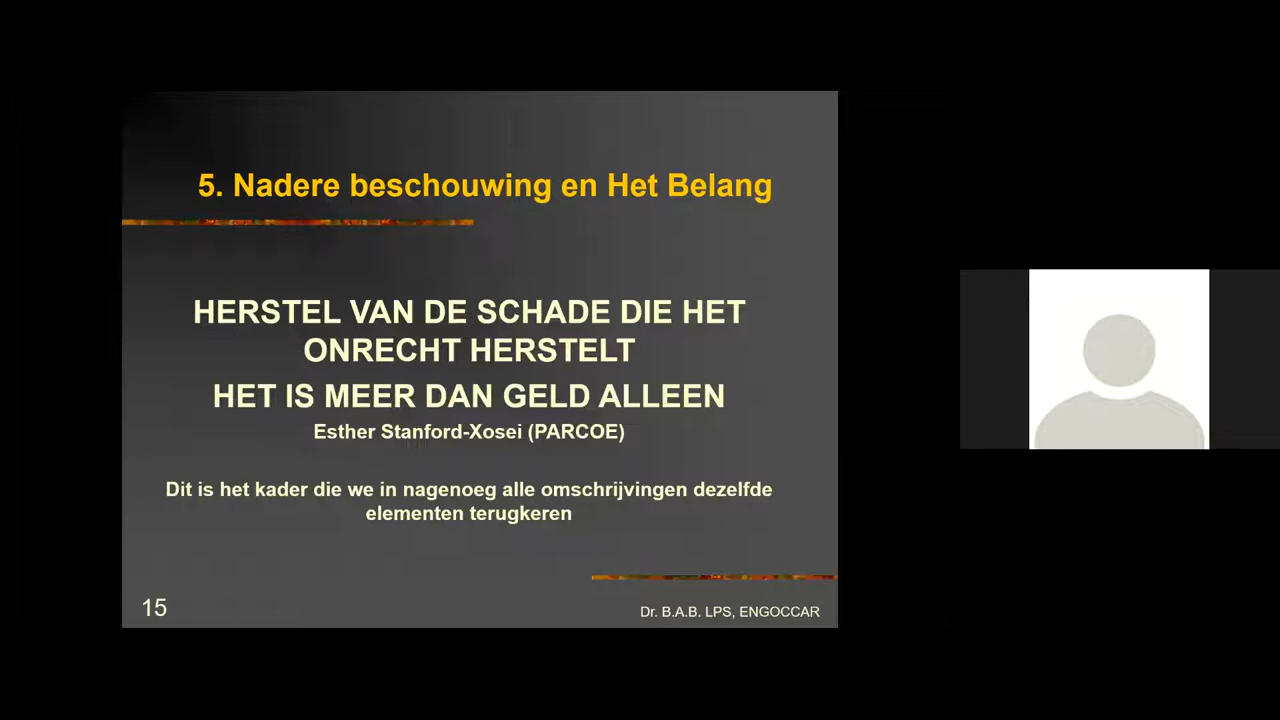 5. Nadere beschouwing en Het Belang
HERSTEL VAN DE SCHADE DIE HET
ONRECHT HERSTELT
HET IS MEER DAN GELD ALLEEN
Esther Stanford-Xosei (PARCOE)
Dit is het kader die we in nagenoeg alle omschrijvingen dezelfde
elementen terugkeren
15
Dr. B.A.B. LPS, ENGOCCAR